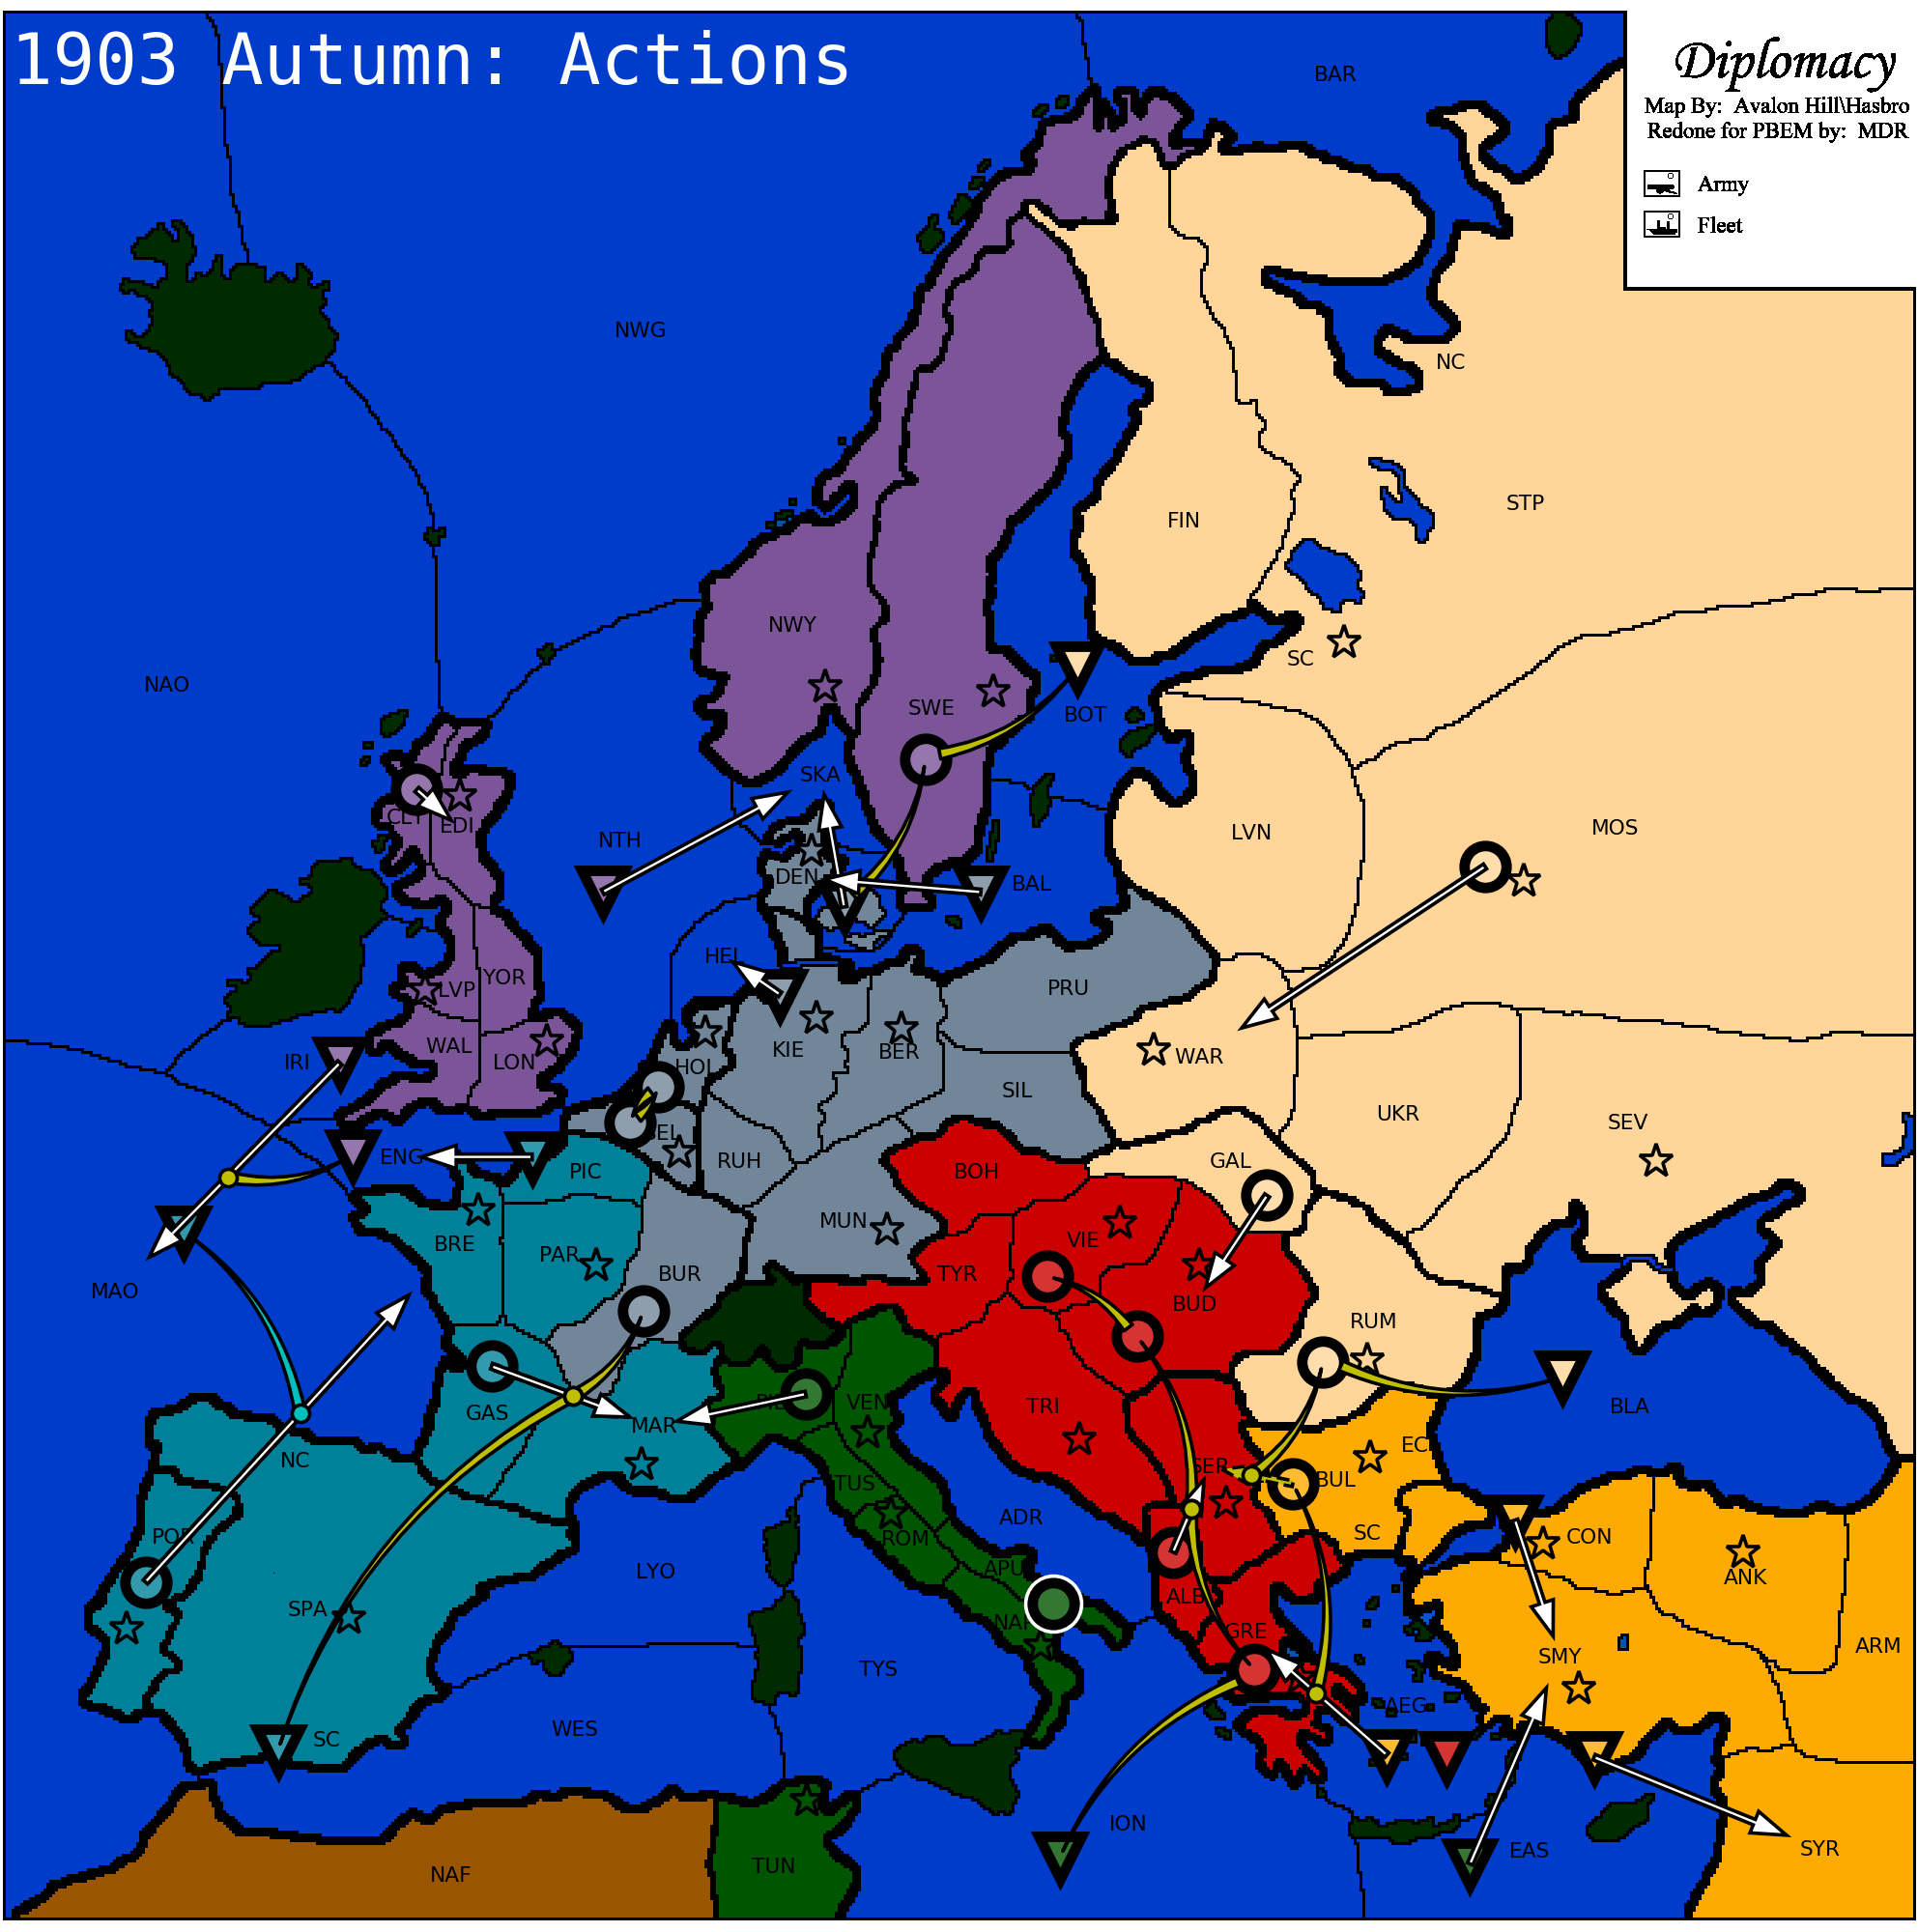 1903 Autumn: Actions
Diplomacy
Map By: Avalon Hill\Hasbro
Redone for PBEM by: MDR
Army
Fleet
BAR
NWG
NC
STP
FIN
NWY
SC
NAO
SWE
BOT
SKA
CLY
EDI
NTH
LVN
MOS
DEN
BAL
HEL
YOR
LVP
PRU
WAL
LON
IRI
KIE
BER
HOL
WAR
SIL
UKR
SEV
ENG
PIC
BEL
RUH
BOH
GAL
MUN
BRE
PAR
VIE
TYR
BUR
MAO
BUD
RUM
GAS
MAR
PIE
VEN
TRI
BLA
NC
ECL
SER
BUL
TUS
POR
ROM
ADR
SC
CON
LYO
APU
ALB
ANK
SPA
NAP
GRE
SMY
ARM
TYS
AEG
WES
SC
ION
EAS
SYR
NAF
TUN